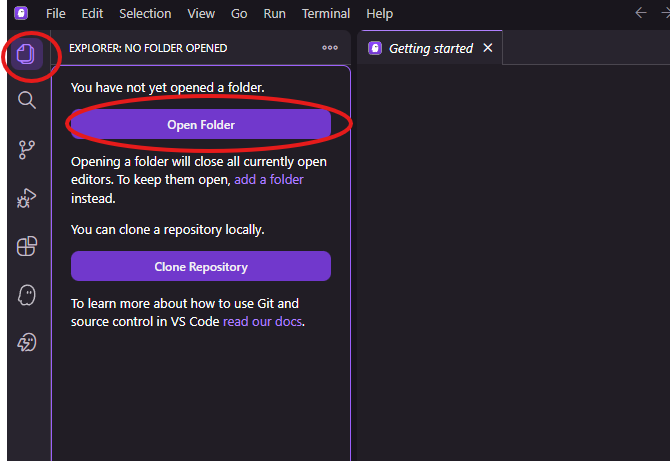 File Edit Selection View Go Run Terminal Help
EXPLORER: NO FOLDER OPENED
Getting started
You have not yet opened a folder.
Open Folder
Opening a folder will close all currently open
editors. To keep them open, add a folder
instead.
You can clone a repository locally.
Clone Repository
To learn more about how to use Git and
source control in VS Code read our docs.